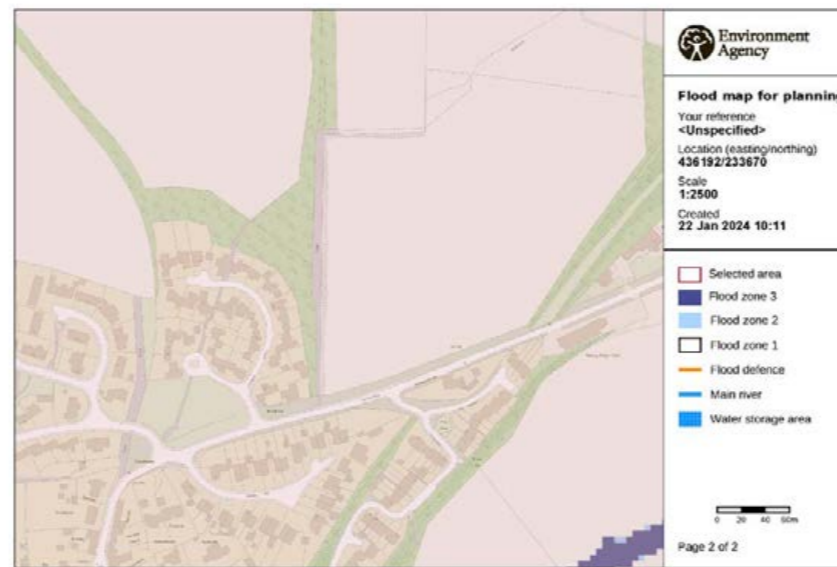 Environment
Agency
Flood map for planning
Your reference
<Unspecified>
Location (easting/northing)
436192/233670
Scale
1:2500
Created
22 Jan 2024 10:11
Selected area
Flood zone 3
Flood zone 2
Flood zone 1
Flood defence
Main river
Water storage area
0 20 40 60m
Page 2 of 2